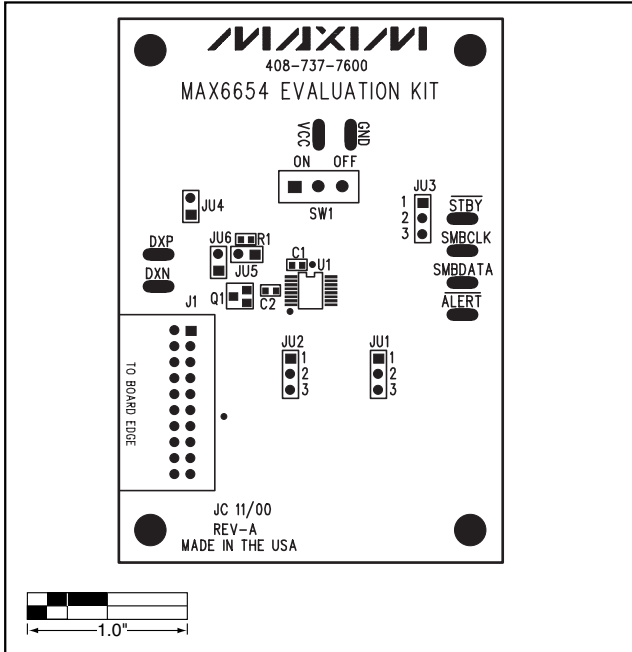 MAXIM
408-737-7600
MAX6654 EVALUATION KIT
VCC
GND
ON OFF
SW1
JU4
JU3
1
2
3
STBY
SMBCLK
SMBDATA
ALERT
DXP
DXN
JU6
R1
JU5
C1
U1
Q1
C2
J1
TO BOARD EDGE
JU2
1
2
3
JU1
1
2
3
JC 11/00
REV-A
MADE IN THE USA
1.0"